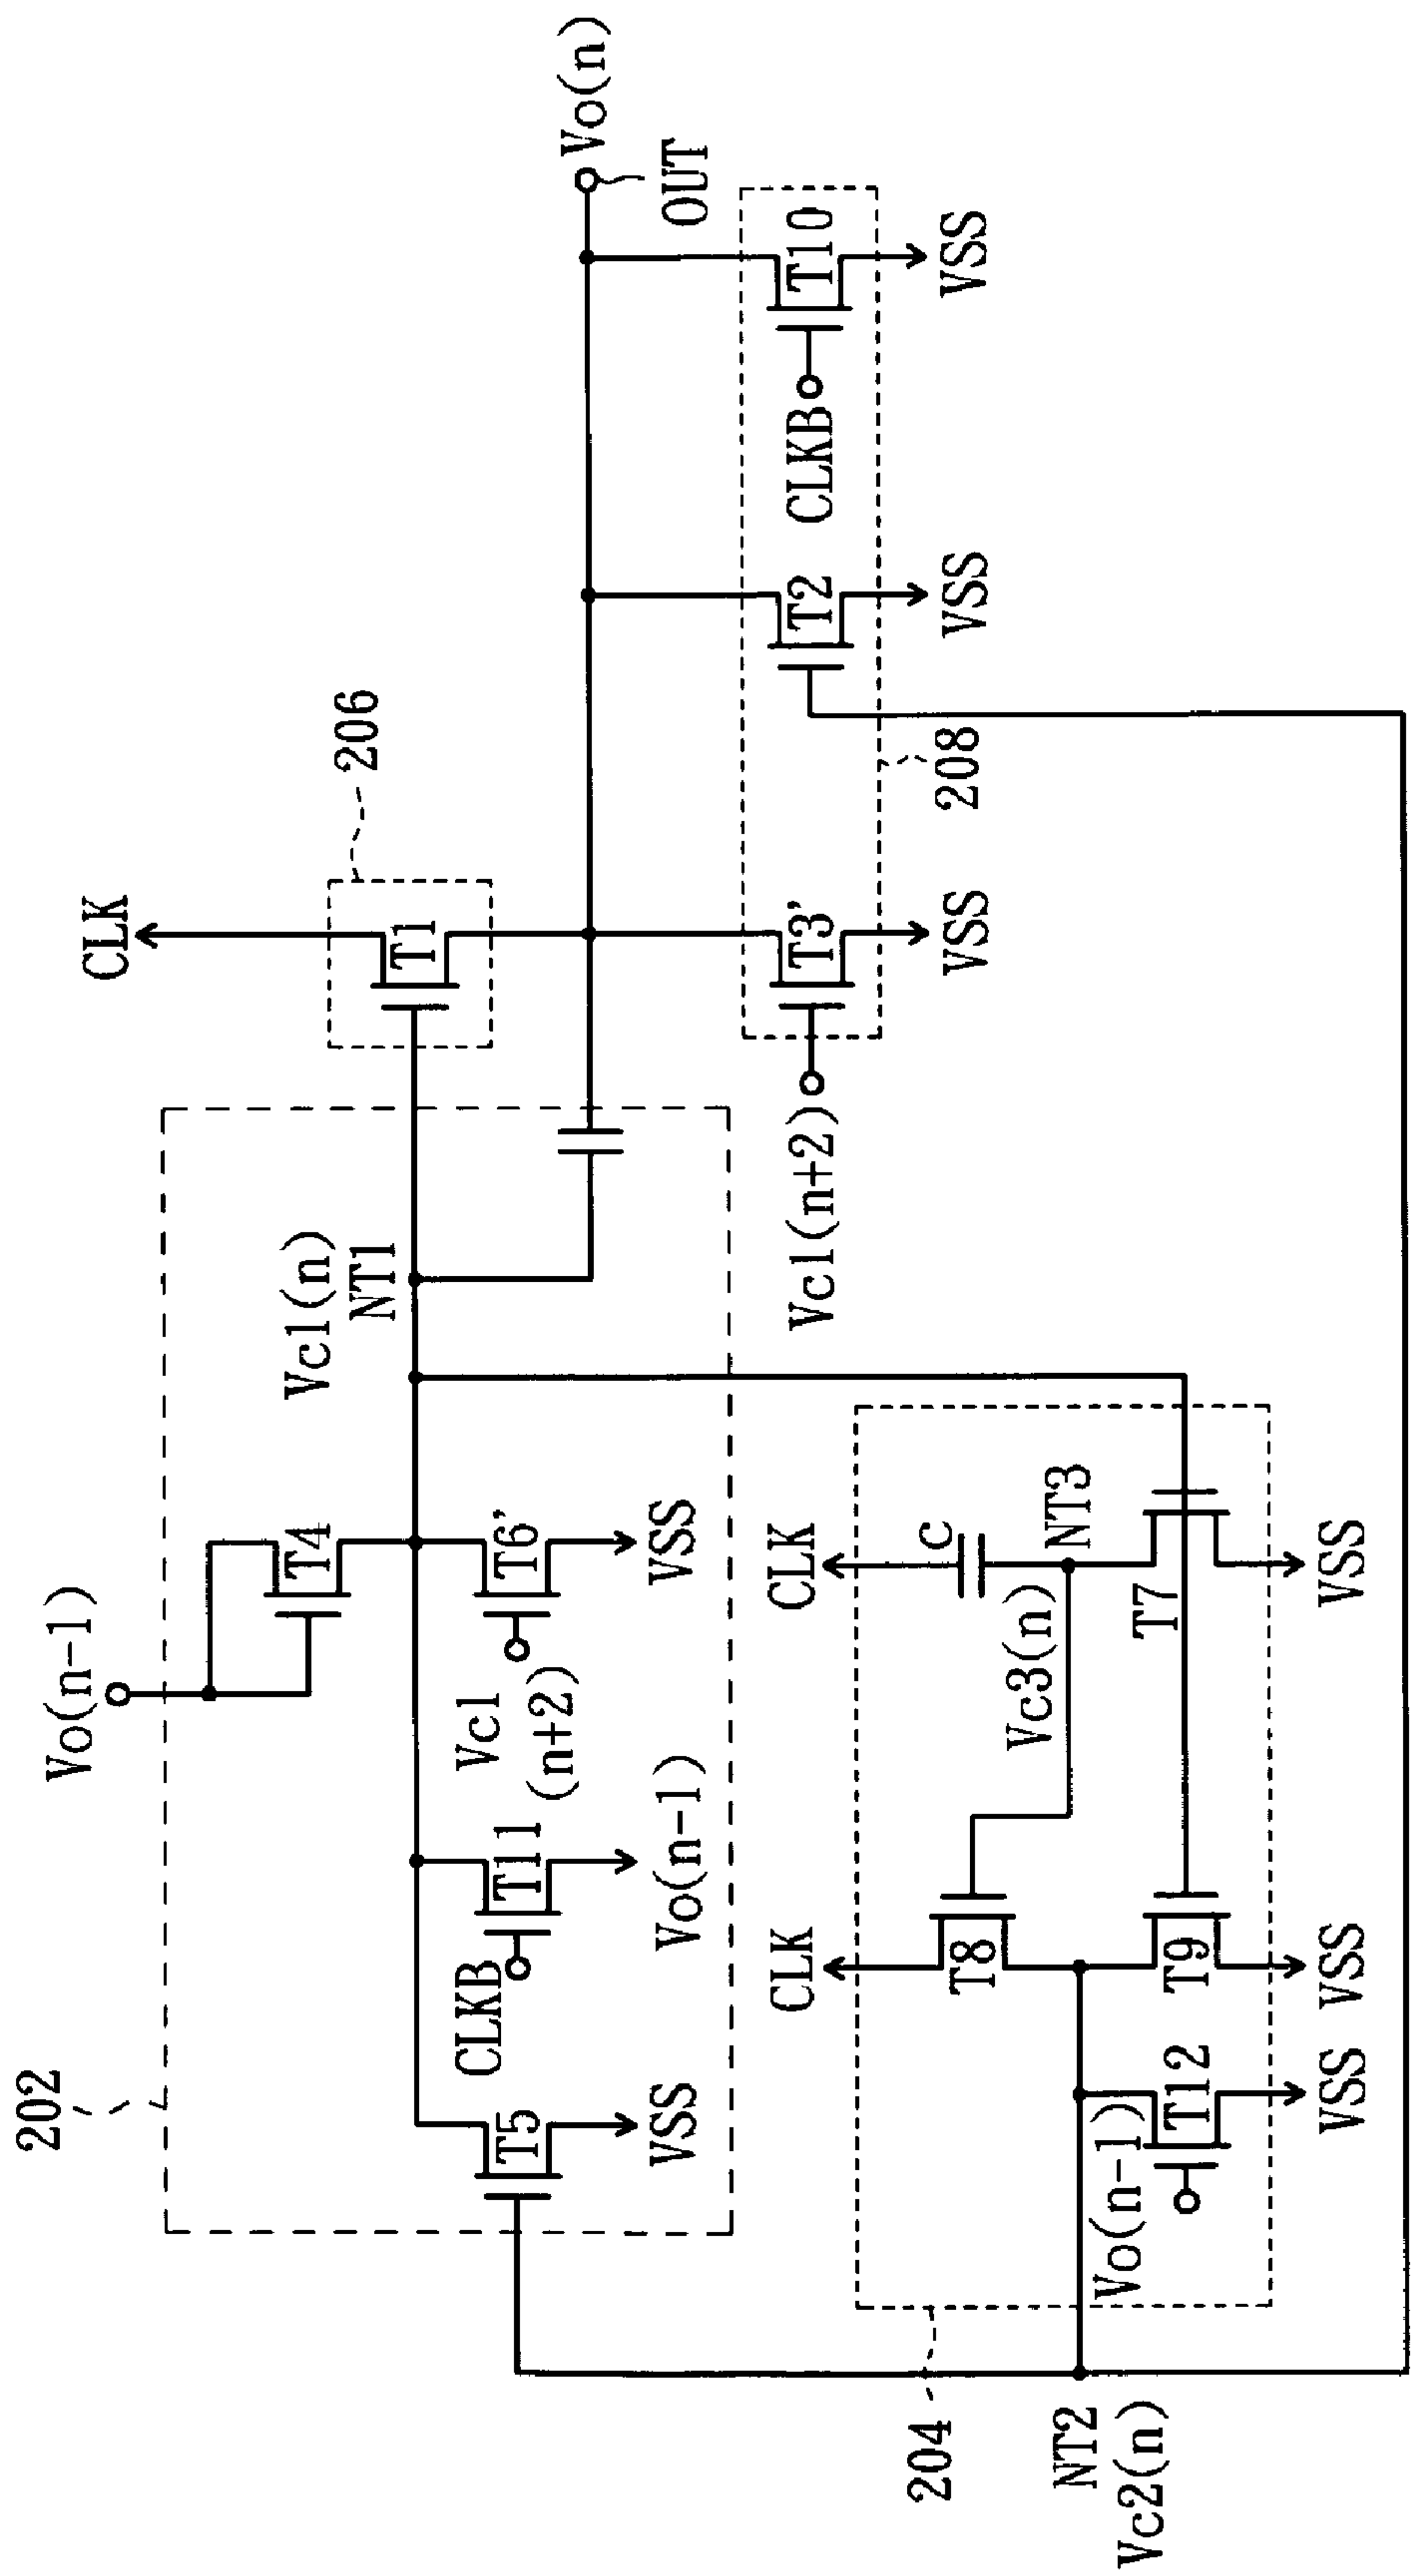 202
Vo(n-1)
CLK
206
T4
Vc1(n)
NT1
T1
Vo(n)
OUT
T5
CLKB
T11
Vc1
(n+2)
T6'
VSS
Vo(n-1)
VSS
Vc1(n+2)
T3'
T2
CLKB
T10
VSS
208
VSS
VSS
204
CLK
CLK
C
Vc3(n)
NT3
T8
NT2
Vc2(n)
Vo(n-1)
T12
T9
T7
VSS
VSS
VSS